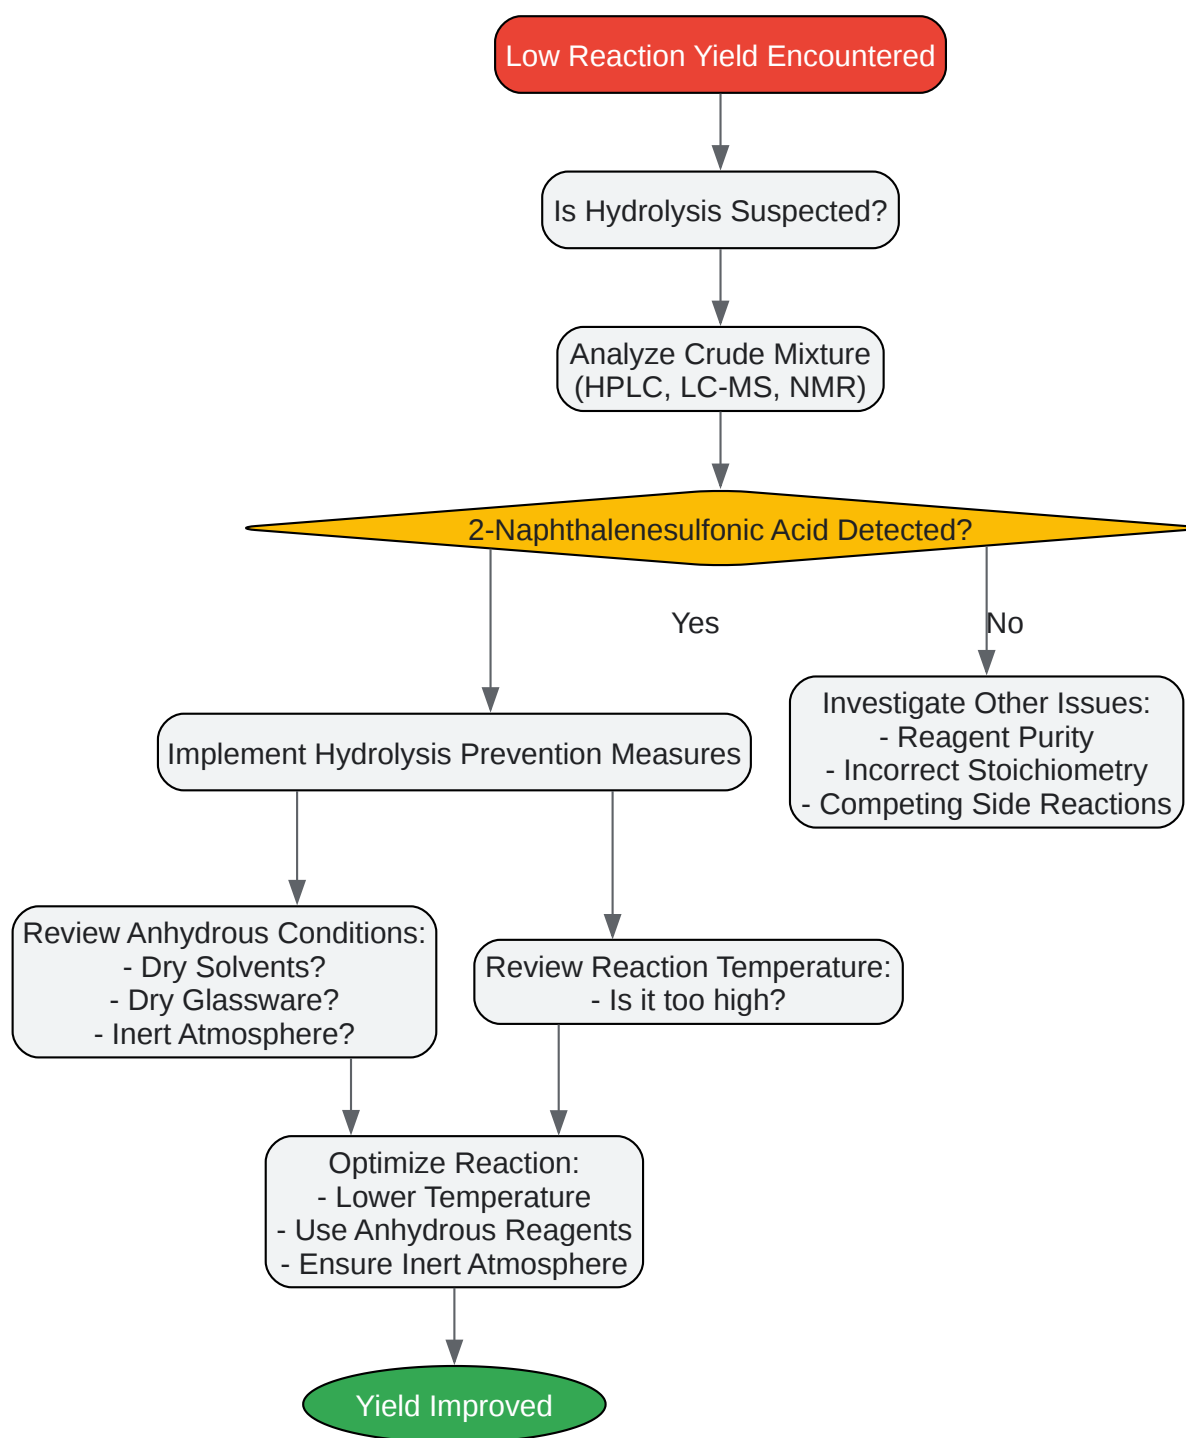 Low Reaction Yield Encountered
Is Hydrolysis Suspected?
Analyze Crude Mixture
(HPLC, LC-MS, NMR)
2-Naphthalenesulfonic Acid Detected?
Yes
No
Investigate Other Issues:
- Reagent Purity
- Incorrect Stoichiometry
- Competing Side Reactions
Implement Hydrolysis Prevention Measures
Review Anhydrous Conditions:
- Dry Solvents?
- Dry Glassware?
- Inert Atmosphere?
Review Reaction Temperature:
- Is it too high?
Optimize Reaction:
- Lower Temperature
- Use Anhydrous Reagents
- Ensure Inert Atmosphere
Yield Improved